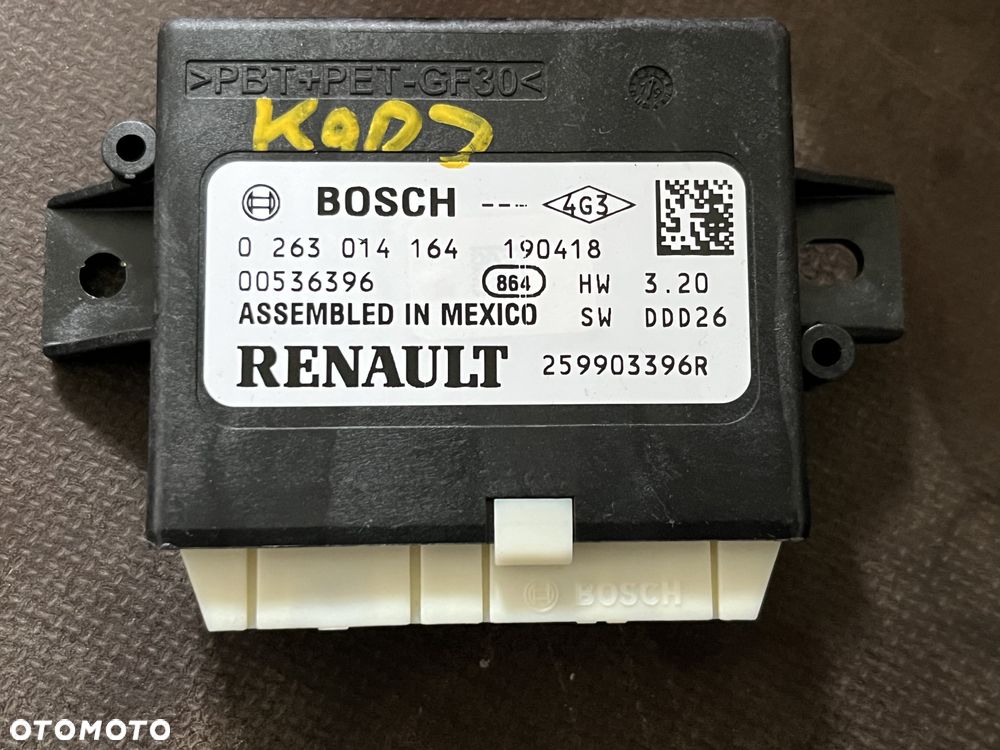 >PBT+PET-GF30<
KADJ
BOSCH --- 4G3
0 263 014 164 190418
00536396 864 HW 3.20
ASSEMBLED IN MEXICO SW DDD26
RENAULT 259903396R
BOSCH
OTOMOTO